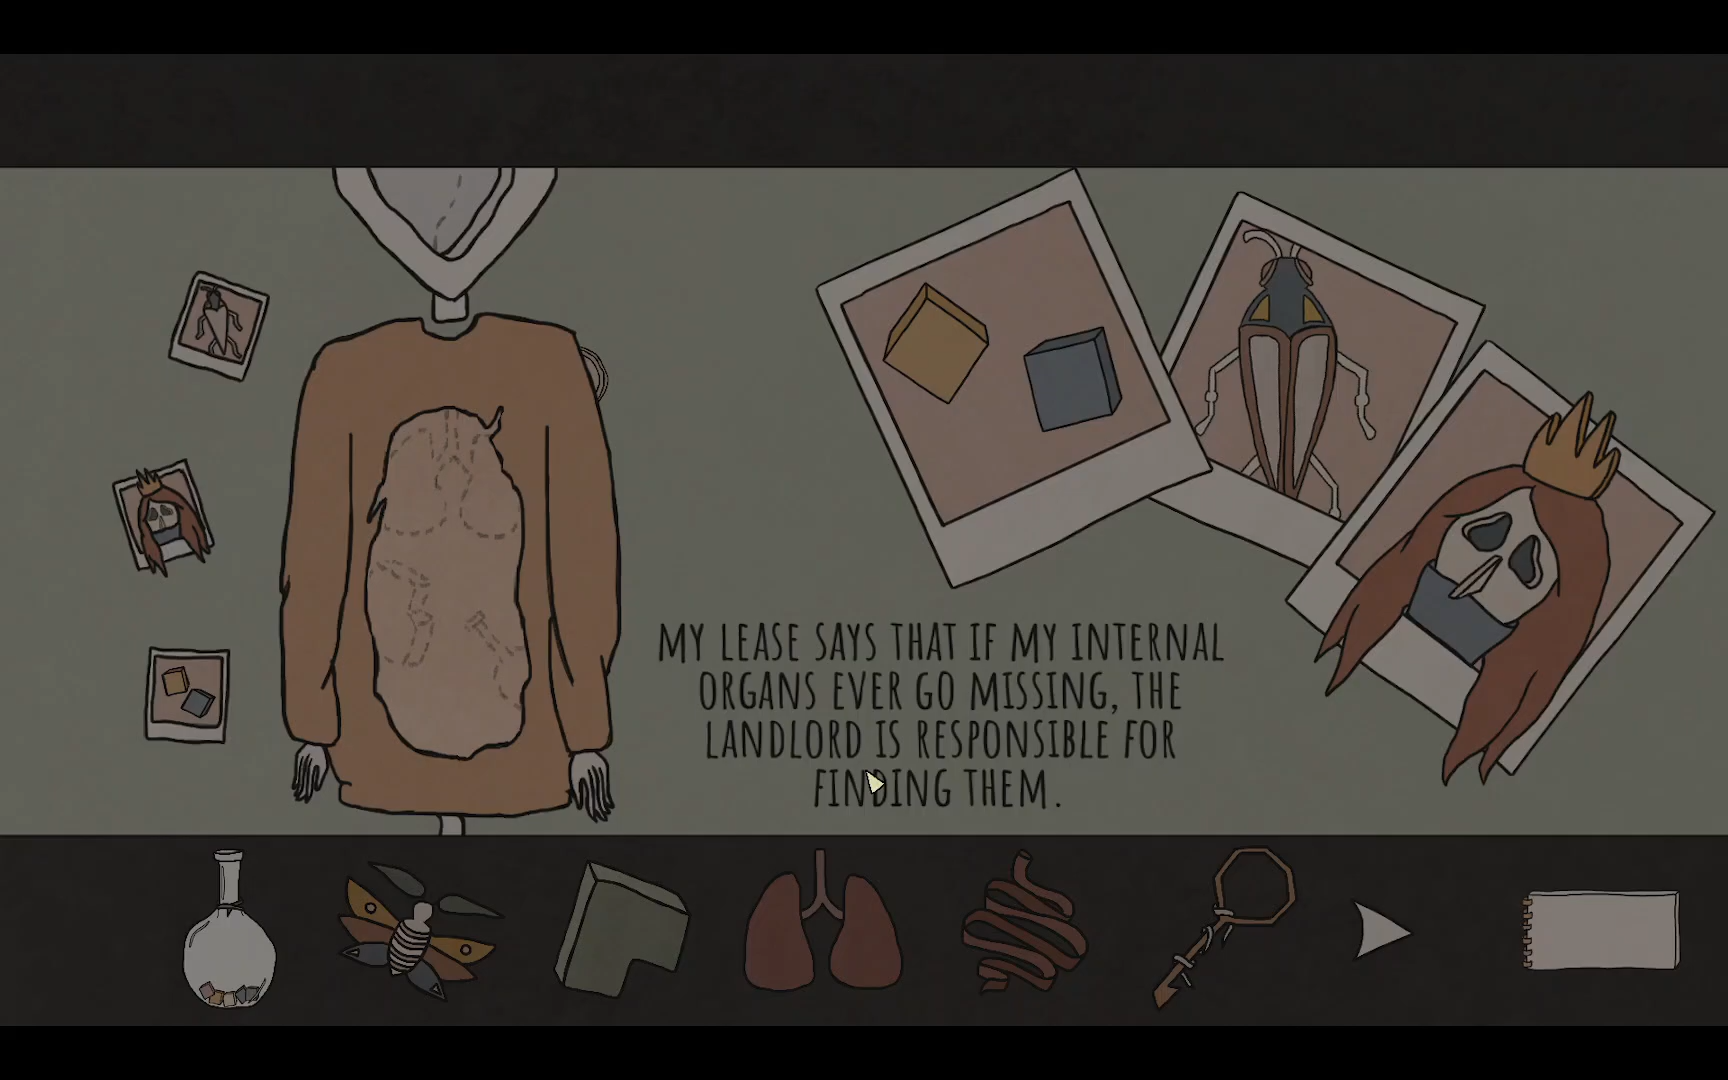 MY LEASE SAYS THAT IF MY INTERNAL
ORGANS EVER GO MISSING, THE
LANDLORD IS RESPONSIBLE FOR
FINDING THEM.